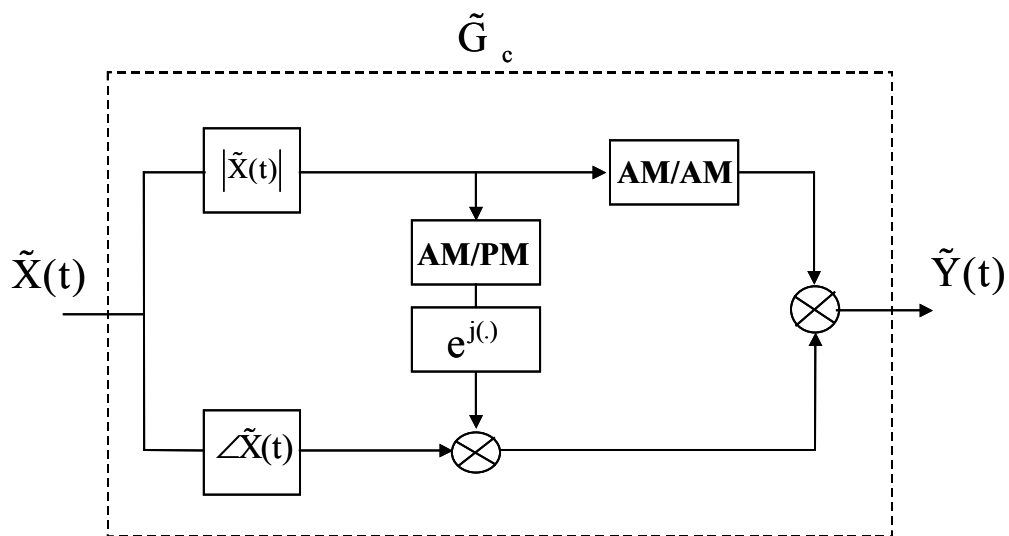 G̃ c
|X̃(t)|
AM/AM
AM/PM
X̃(t)
Ỹ(t)
e^j(.)
∠X̃(t)